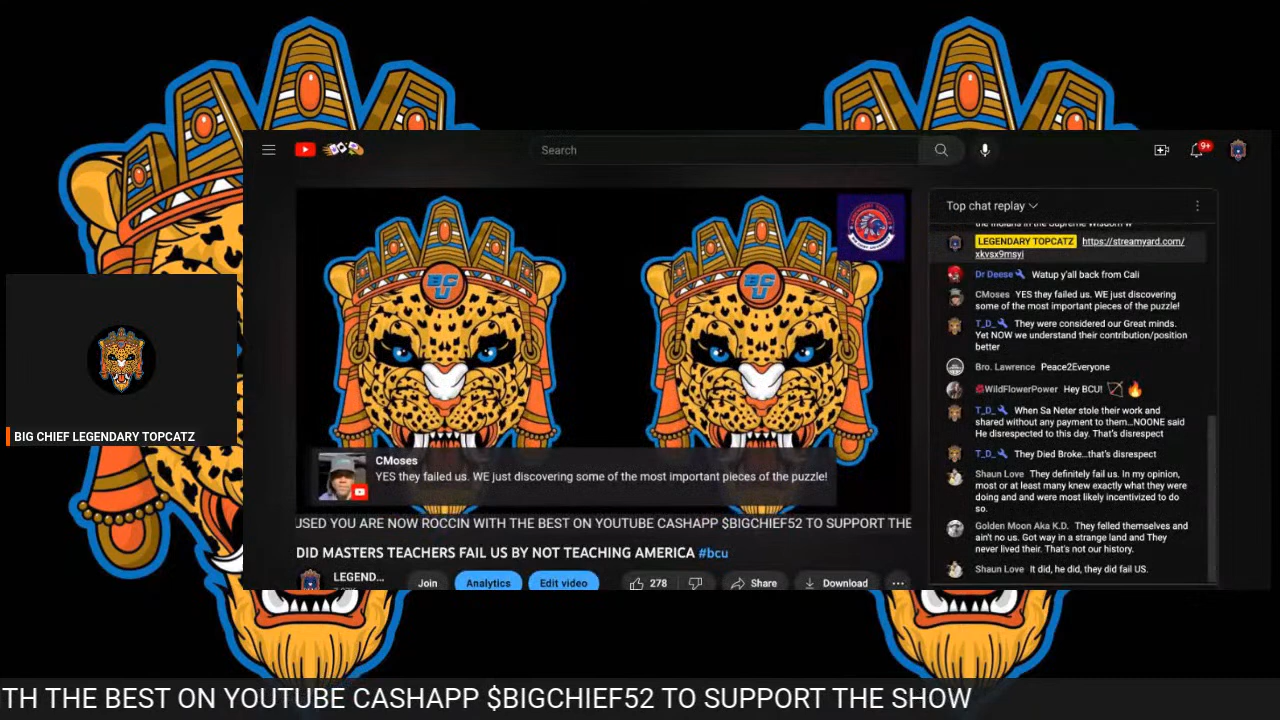 Search
9+
BCU
BCU
Top chat replay
the Indians in the Supreme Wisdom w
LEGENDARY TOPCATZ https://streamyard.com/
xkvsx9msyj
Dr Deese Watup y'all back from Cali
CMoses YES they failed us. WE just discovering
some of the most important pieces of the puzzle!
T_D_ They were considered our Great minds.
Yet NOW we understand their contribution/position
better
Bro. Lawrence Peace2Everyone
WildFlowerPower Hey BCU!
T_D_ When Sa Neter stole their work and
shared without any payment to them...NOONE said
He disrespected to this day. That's disrespect
T_D_ They Died Broke...that's disrespect
Shaun Love They definitely fail us. In my opinion,
most or at least many knew exactly what they were
doing and and were most likely incentivized to do
so.
Golden Moon Aka K.D. They felled themselves and
ain't no us. Got way in a strange land and They
never lived their. That's not our history.
Shaun Love It did, he did, they did fail US.
BIG CHIEF LEGENDARY TOPCATZ
CMoses
YES they failed us. WE just discovering some of the most important pieces of the puzzle!
USED YOU ARE NOW ROCCIN WITH THE BEST ON YOUTUBE CASHAPP $BIGCHIEF52 TO SUPPORT THE
DID MASTERS TEACHERS FAIL US BY NOT TEACHING AMERICA #bcu
LEGEND...
Join
Analytics
Edit video
278
Share
Download
TH THE BEST ON YOUTUBE CASHAPP $BIGCHIEF52 TO SUPPORT THE SHOW